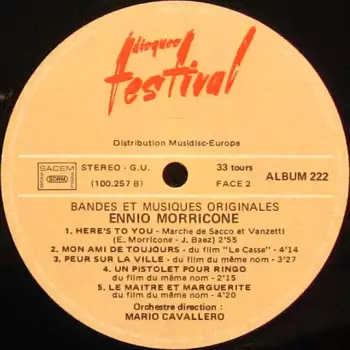 disques
festival
Distribution Musidisc-Europe
SACEM
SDRM
STEREO - G.U.
(100.257 B)
33 tours
FACE 2
ALBUM 222
BANDES ET MUSIQUES ORIGINALES
ENNIO MORRICONE
1. HERE'S TO YOU - Marche de Sacco et Vanzetti
(E. Morricone - J. Baez) 2'55
2. MON AMI DE TOUJOURS - du film "Le Casse" - 4'14
3. PEUR SUR LA VILLE - du film du même nom - 3'27
4. UN PISTOLET POUR RINGO
du film du même nom - 2'15
5. LE MAITRE ET MARGUERITE
du film du même nom - 4'20
Orchestre direction :
MARIO CAVALLERO